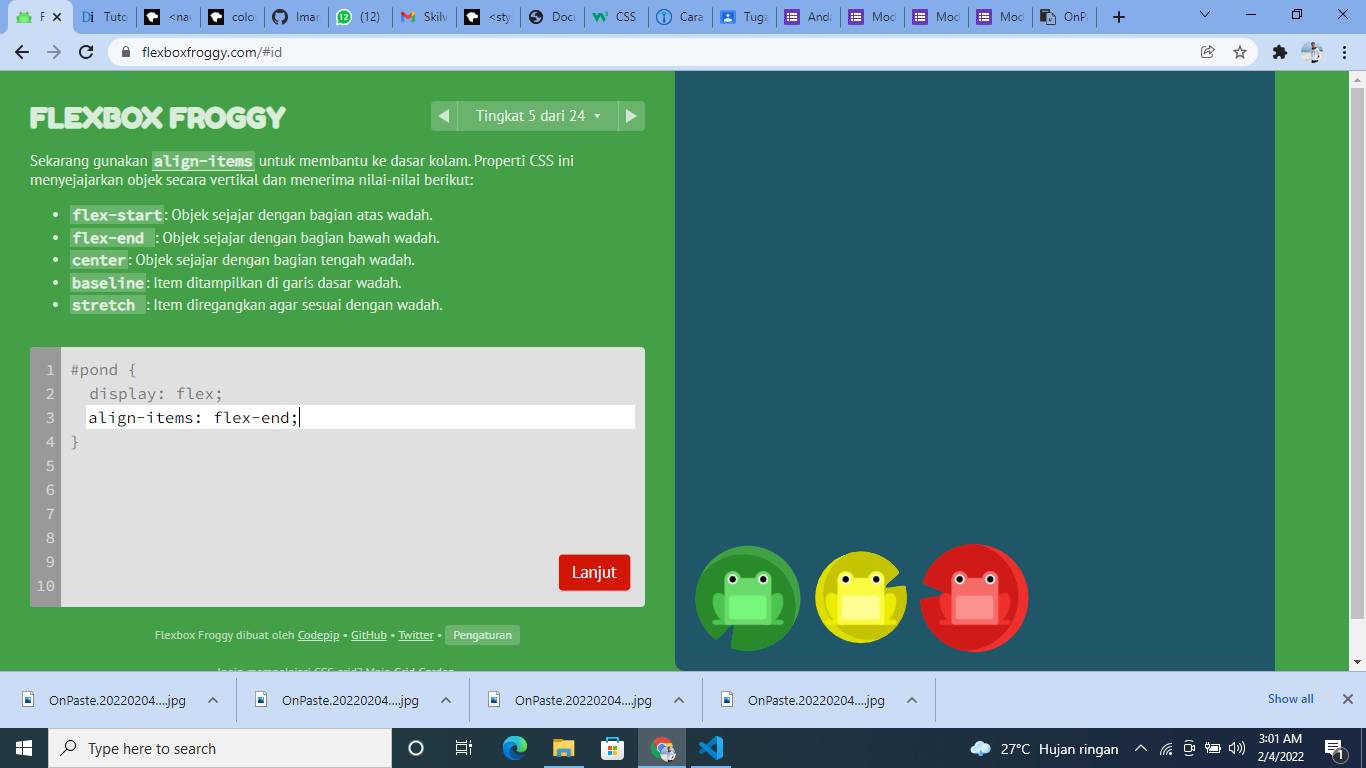 F
Tuto
<nav
colo
Imar
(12)
Skilv
<sty
Docu
CSS
Cara
Tuga
Anda
Mod
Mod
Mod
OnPa
flexboxfroggy.com/#id
FLEXBOX FROGGY
Tingkat 5 dari 24
Sekarang gunakan align-items untuk membantu ke dasar kolam. Properti CSS ini
menyejajarkan objek secara vertikal dan menerima nilai-nilai berikut:
• flex-start: Objek sejajar dengan bagian atas wadah.
• flex-end : Objek sejajar dengan bagian bawah wadah.
• center: Objek sejajar dengan bagian tengah wadah.
• baseline: Item ditampilkan di garis dasar wadah.
• stretch : Item diregangkan agar sesuai dengan wadah.
1 #pond {
2 display: flex;
3 align-items: flex-end;
4 }
5
6
7
8
9
10
Lanjut
Flexbox Froggy dibuat oleh Codepip • GitHub • Twitter • Pengaturan
OnPaste.20220204....jpg
OnPaste.20220204....jpg
OnPaste.20220204....jpg
OnPaste.20220204....jpg
Show all
Type here to search
27°C Hujan ringan
3:01 AM
2/4/2022
1